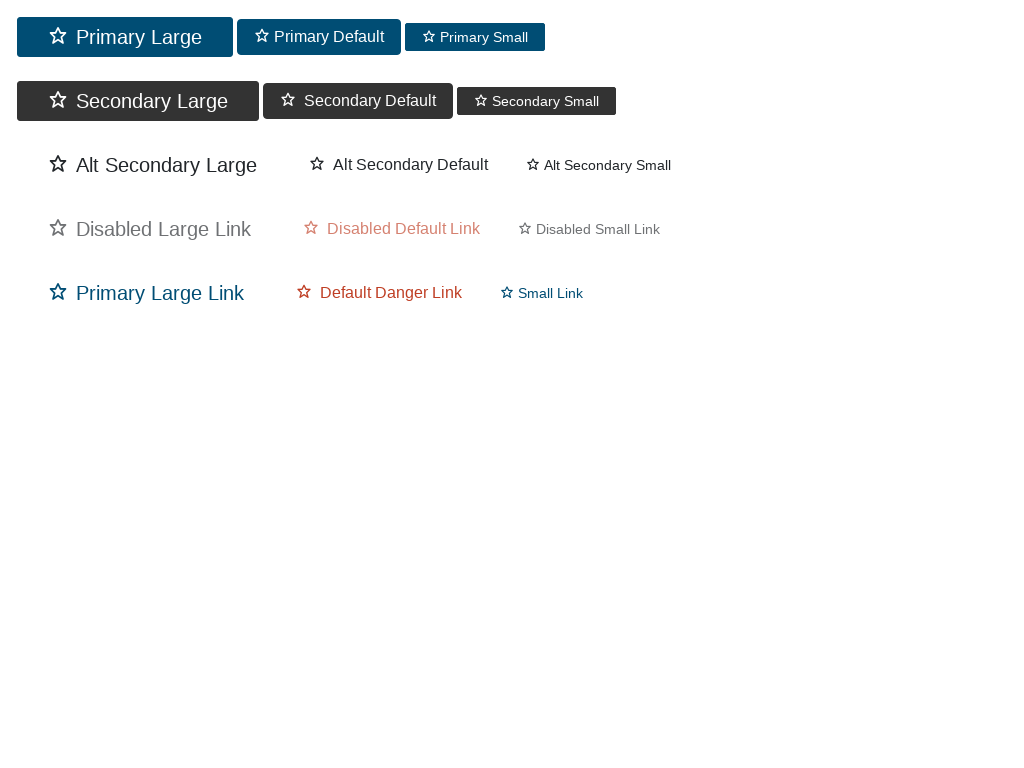 Primary Large Primary Default Primary Small
Secondary Large Secondary Default Secondary Small
Alt Secondary Large Alt Secondary Default Alt Secondary Small
Disabled Large Link Disabled Default Link Disabled Small Link
Primary Large Link Default Danger Link Small Link